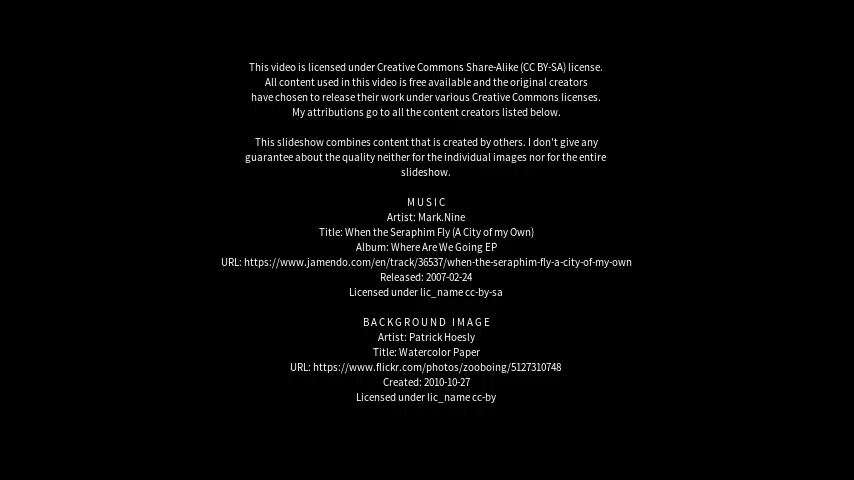 This video is licensed under Creative Commons Share-Alike (CC BY-SA) license.
All content used in this video is free available and the original creators
have chosen to release their work under various Creative Commons licenses.
My attributions go to all the content creators listed below.
This slideshow combines content that is created by others. I don't give any
guarantee about the quality neither for the individual images nor for the entire
slideshow.
MUSIC
Artist: Mark.Nine
Title: When the Seraphim Fly (A City of my Own)
Album: Where Are We Going EP
URL: https://www.jamendo.com/en/track/36537/when-the-seraphim-fly-a-city-of-my-own
Released: 2007-02-24
Licensed under lic_name cc-by-sa
BACKGROUND IMAGE
Artist: Patrick Hoesly
Title: Watercolor Paper
URL: https://www.flickr.com/photos/zooboing/5127310748
Created: 2010-10-27
Licensed under lic_name cc-by